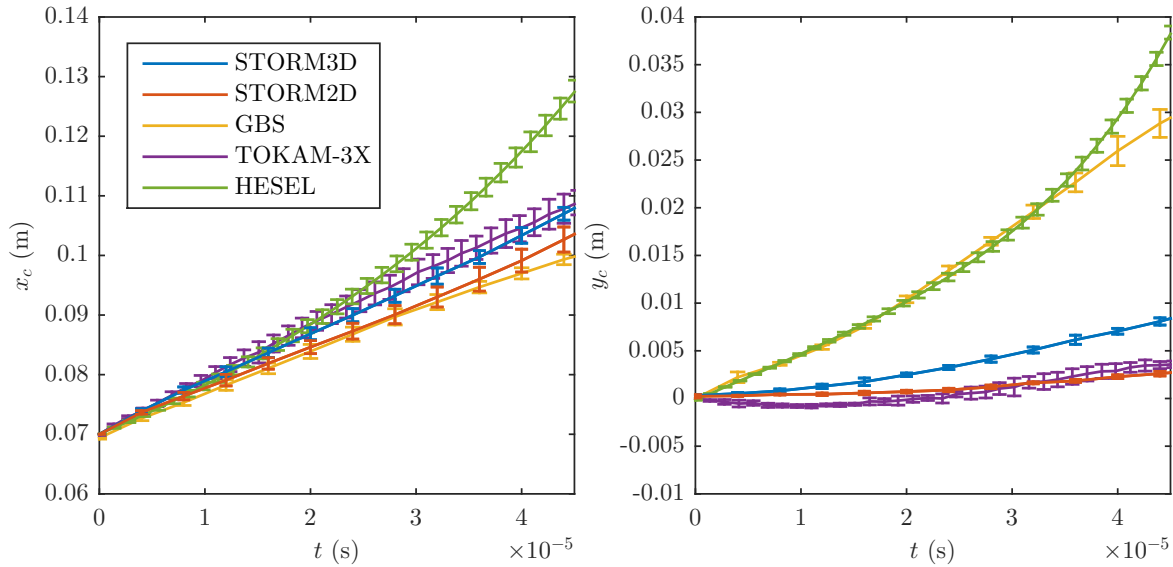 0.14
0.13
0.12
0.11
0.1
0.09
0.08
0.07
0.06
x_c (m)
STORM3D
STORM2D
GBS
TOKAM-3X
HESEL
0 1 2 3 4
t (s)
×10⁻⁵
0.04
0.035
0.03
0.025
0.02
0.015
0.01
0.005
0
-0.005
-0.01
y_c (m)
0 1 2 3 4
t (s)
×10⁻⁵